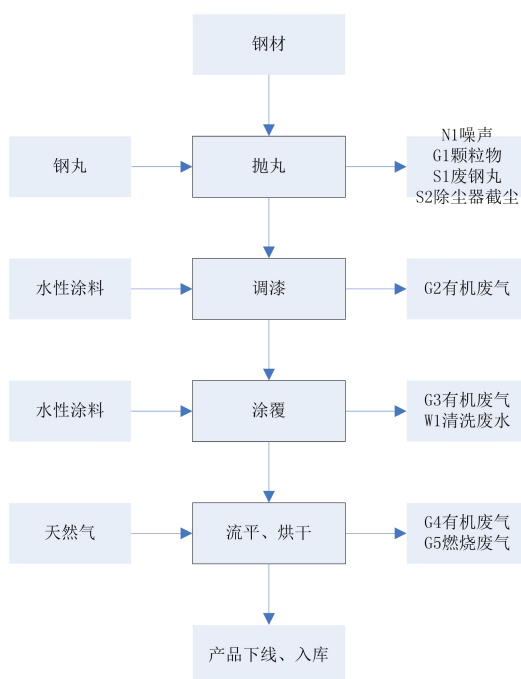 钢材
钢丸
抛丸
N1噪声
G1颗粒物
S1废钢丸
S2除尘器截尘
水性涂料
调漆
G2有机废气
水性涂料
涂覆
G3有机废气
W1清洗废水
天然气
流平、烘干
G4有机废气
G5燃烧废气
产品下线、入库